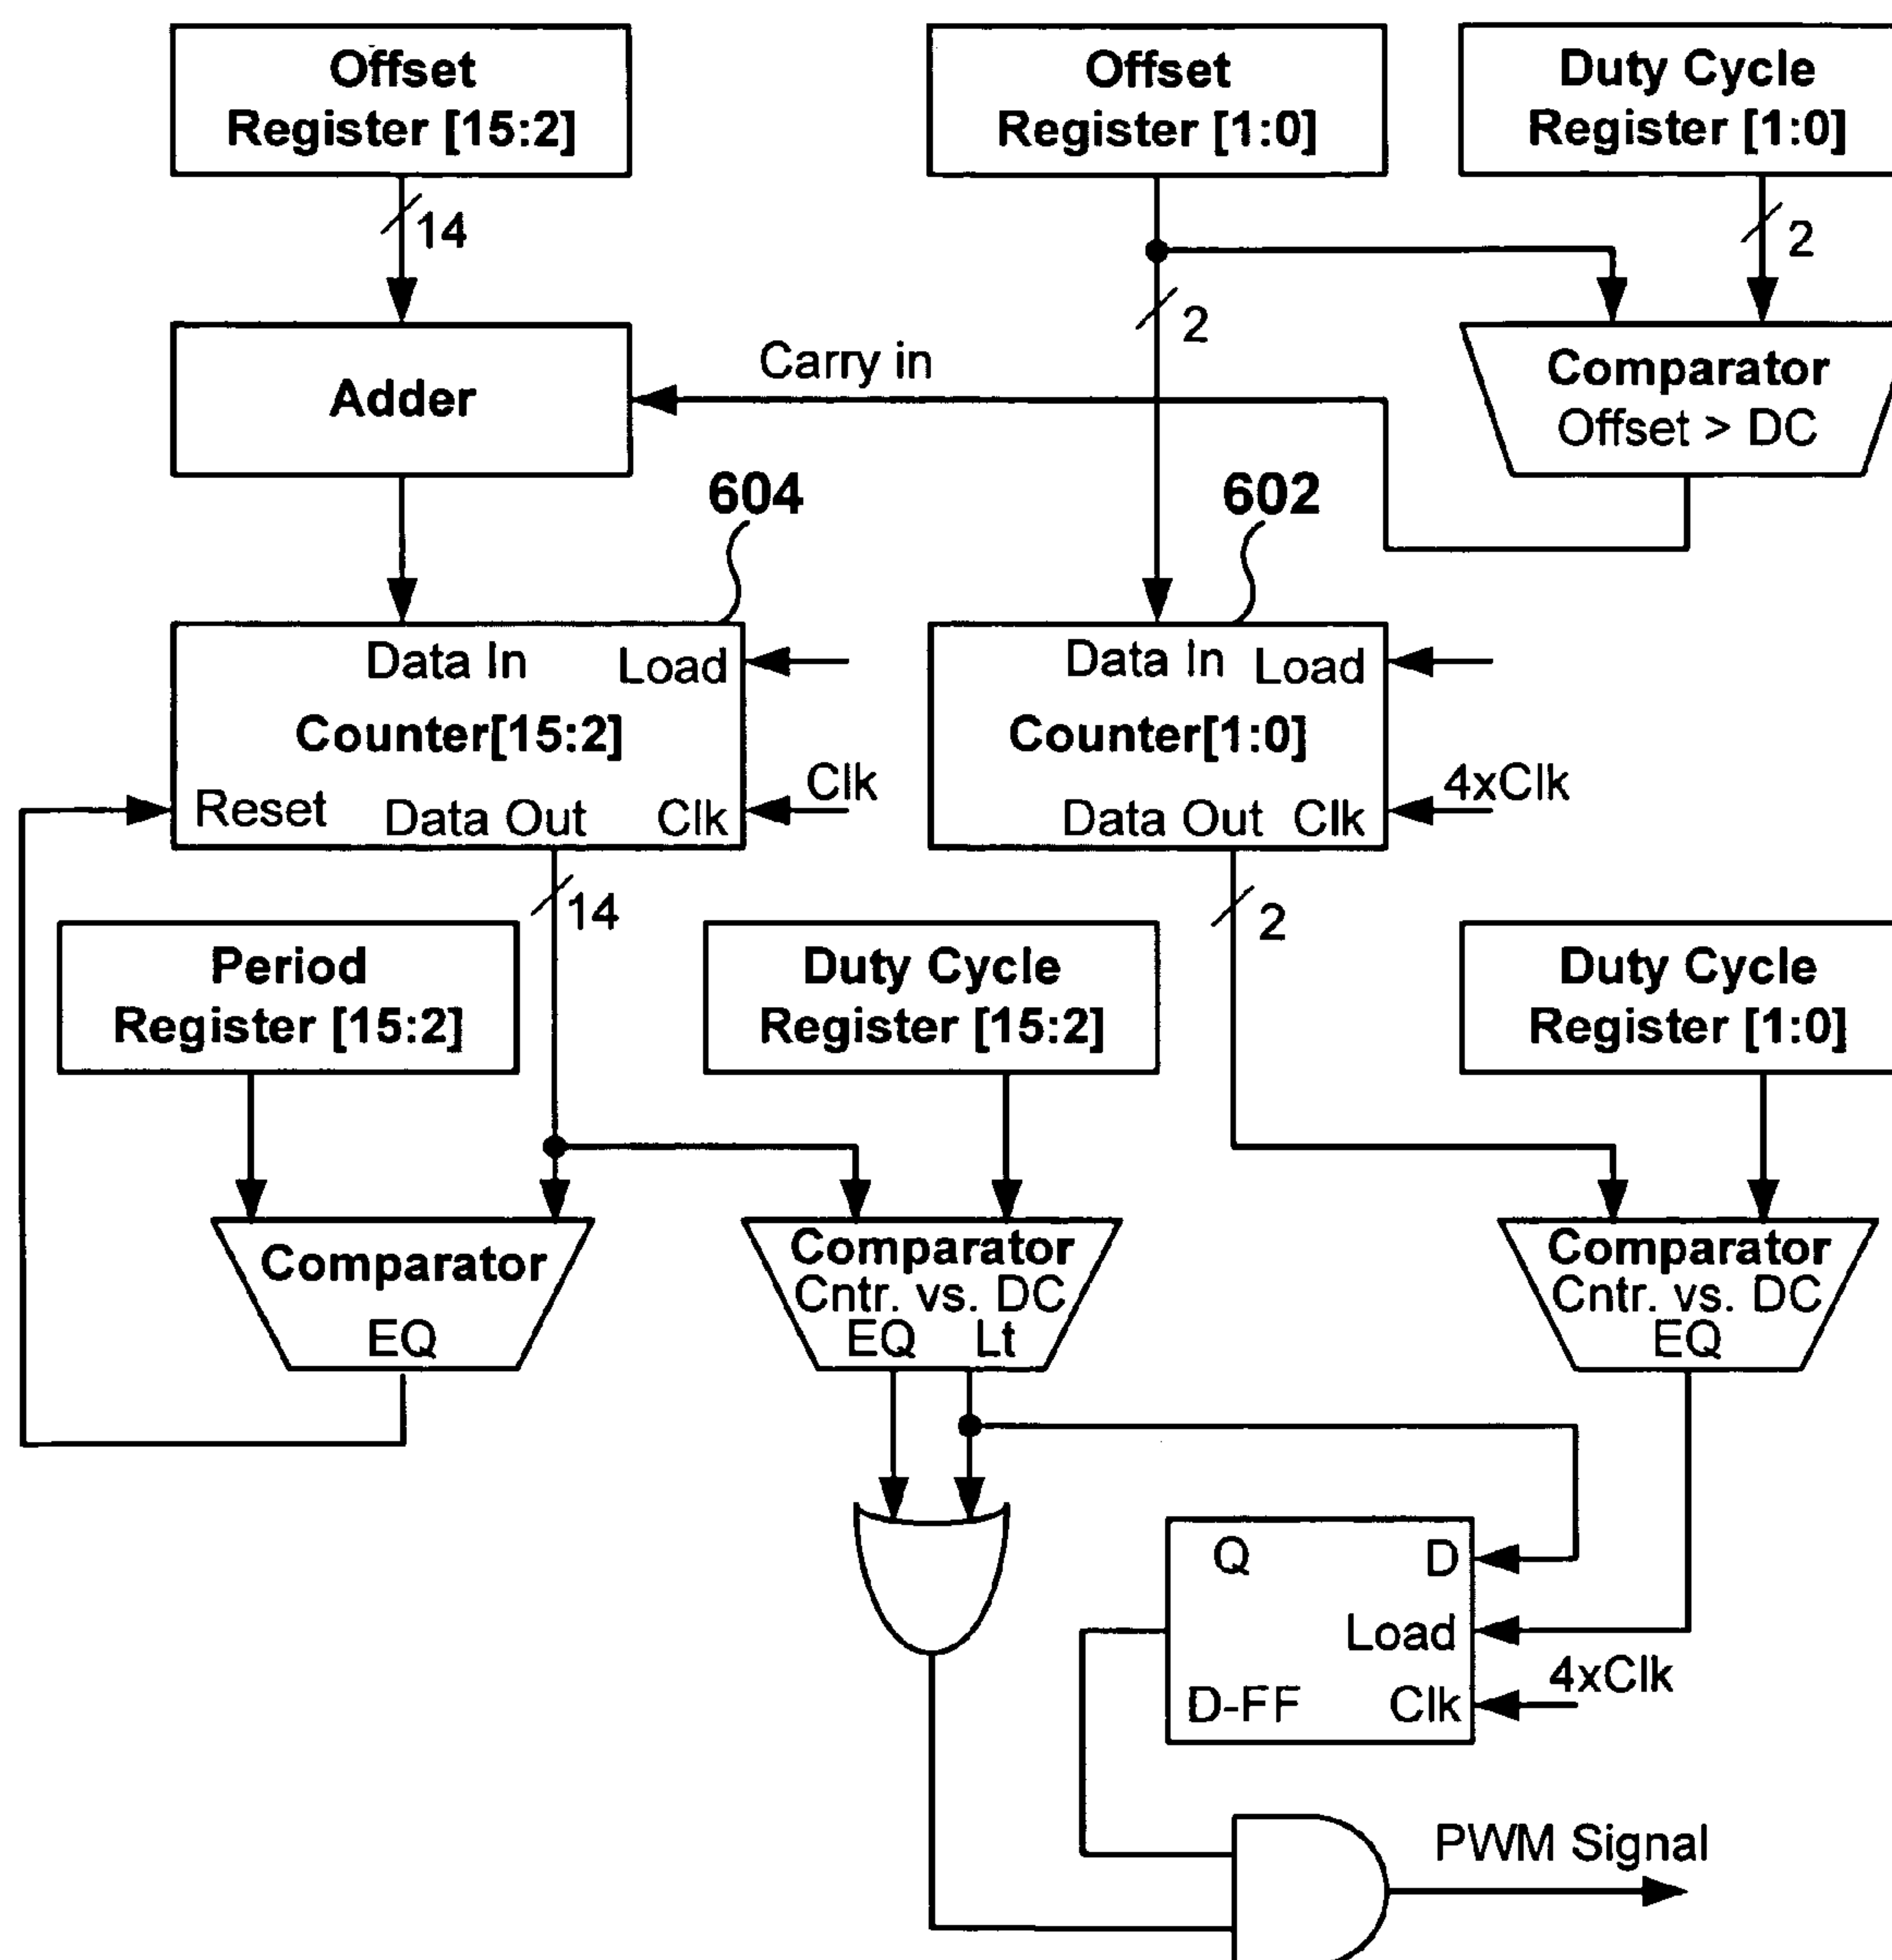 Offset
Register [15:2]
Offset
Register [1:0]
Duty Cycle
Register [1:0]
14
2
2
Adder
Carry in
Comparator
Offset > DC
604
602
Data In
Load
Counter[15:2]
Clk
Reset
Data Out
Clk
Data In
Load
Counter[1:0]
4xClk
Data Out
Clk
14
2
Period
Register [15:2]
Duty Cycle
Register [15:2]
Duty Cycle
Register [1:0]
Comparator
EQ
Comparator
Cntr. vs. DC
EQ
Lt
Comparator
Cntr. vs. DC
EQ
Q
D
Load
4xClk
D-FF
Clk
PWM Signal